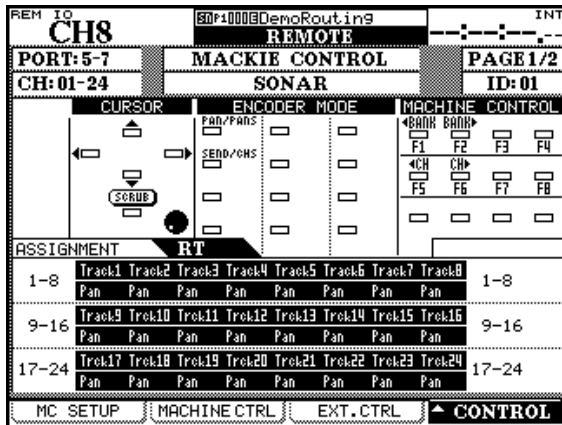 REM IO
CH8
SD P1 000 DemoRouting
REMOTE
INT
--:--:--.--
PORT: 5-7
MACKIE CONTROL
PAGE 1/2
CH: 01-24
SONAR
ID: 01
CURSOR
ENCODER MODE
MACHINE CONTROL
PAN/PANS
◀BANK BANK▶
F1 F2 F3 F4
SEND/CHS
◀CH CH▶
F5 F6 F7 F8
SCRUB
ASSIGNMENT
RT
1-8
Track1 Track2 Track3 Track4 Track5 Track6 Track7 Track8
Pan Pan Pan Pan Pan Pan Pan Pan
1-8
9-16
Track9 Trck10 Trck11 Trck12 Trck13 Trck14 Trck15 Trck16
Pan Pan Pan Pan Pan Pan Pan Pan
9-16
17-24
Trck17 Trck18 Trck19 Trck20 Trck21 Trck22 Trck23 Trck24
Pan Pan Pan Pan Pan Pan Pan Pan
17-24
MC SETUP
MACHINE CTRL
EXT.CTRL
CONTROL